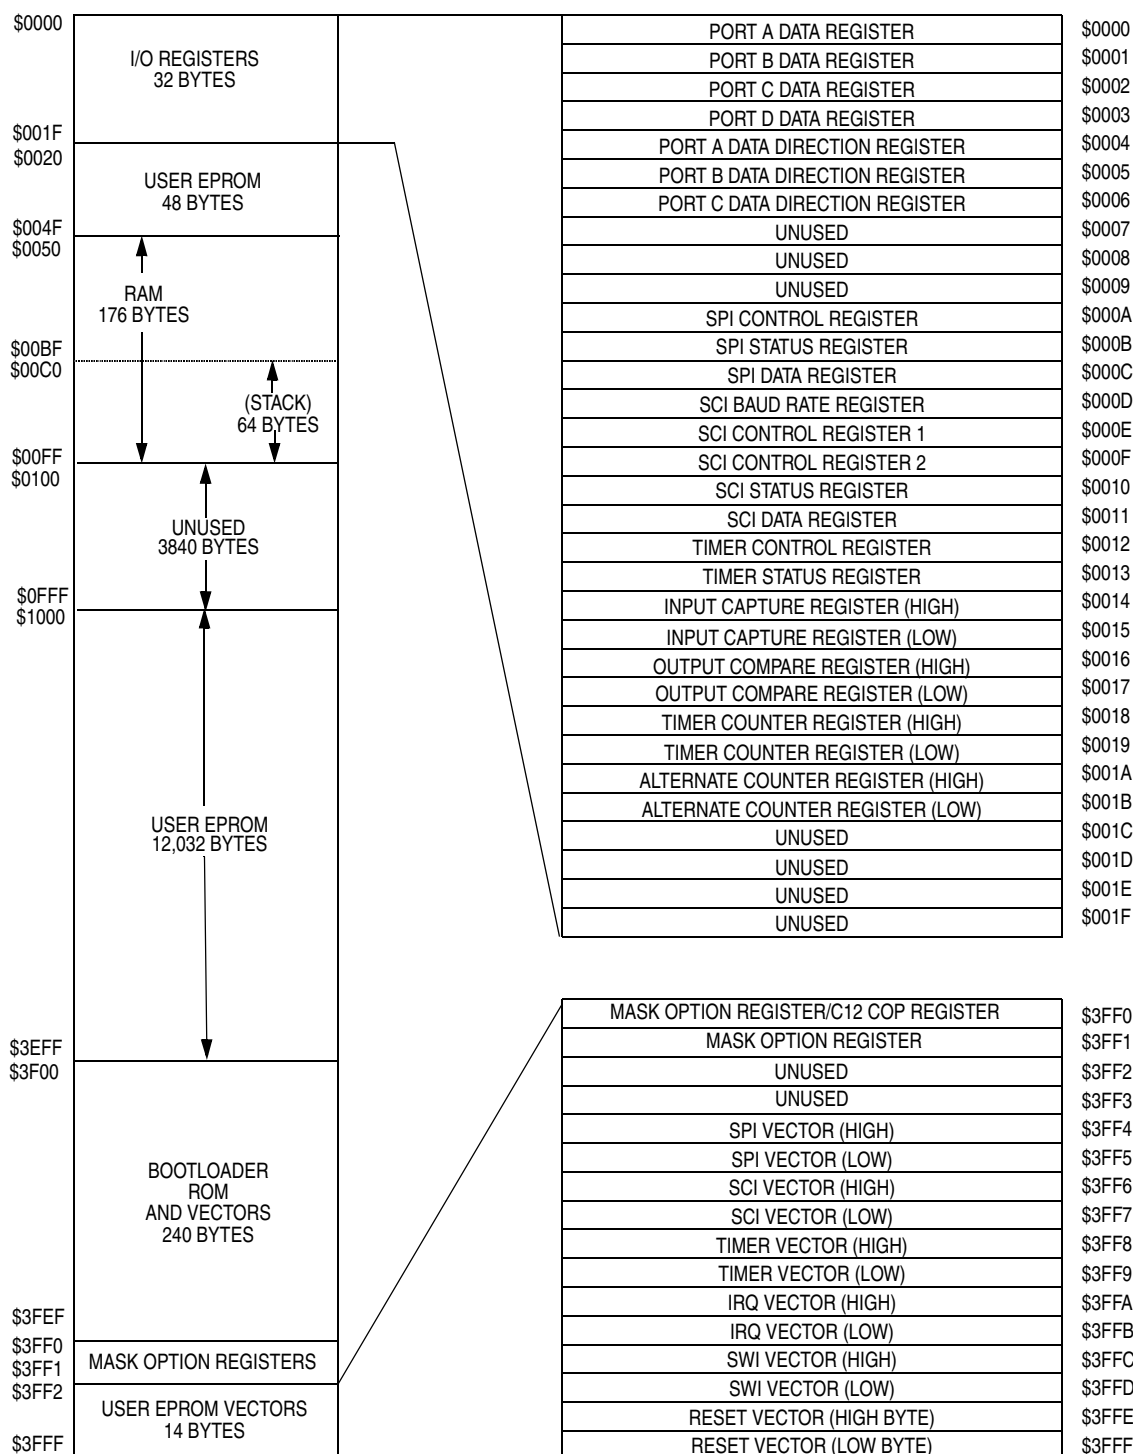 $0000
I/O REGISTERS
32 BYTES
$001F
$0020
USER EPROM
48 BYTES
$004F
$0050
RAM
176 BYTES
$00BF
$00C0
(STACK)
64 BYTES
$00FF
$0100
UNUSED
3840 BYTES
$0FFF
$1000
USER EPROM
12,032 BYTES
$3EFF
$3F00
BOOTLOADER
ROM
AND VECTORS
240 BYTES
$3FEF
$3FF0
$3FF1
MASK OPTION REGISTERS
$3FF2
USER EPROM VECTORS
14 BYTES
$3FFF
PORT A DATA REGISTER $0000
PORT B DATA REGISTER $0001
PORT C DATA REGISTER $0002
PORT D DATA REGISTER $0003
PORT A DATA DIRECTION REGISTER $0004
PORT B DATA DIRECTION REGISTER $0005
PORT C DATA DIRECTION REGISTER $0006
UNUSED $0007
UNUSED $0008
UNUSED $0009
SPI CONTROL REGISTER $000A
SPI STATUS REGISTER $000B
SPI DATA REGISTER $000C
SCI BAUD RATE REGISTER $000D
SCI CONTROL REGISTER 1 $000E
SCI CONTROL REGISTER 2 $000F
SCI STATUS REGISTER $0010
SCI DATA REGISTER $0011
TIMER CONTROL REGISTER $0012
TIMER STATUS REGISTER $0013
INPUT CAPTURE REGISTER (HIGH) $0014
INPUT CAPTURE REGISTER (LOW) $0015
OUTPUT COMPARE REGISTER (HIGH) $0016
OUTPUT COMPARE REGISTER (LOW) $0017
TIMER COUNTER REGISTER (HIGH) $0018
TIMER COUNTER REGISTER (LOW) $0019
ALTERNATE COUNTER REGISTER (HIGH) $001A
ALTERNATE COUNTER REGISTER (LOW) $001B
UNUSED $001C
UNUSED $001D
UNUSED $001E
UNUSED $001F
MASK OPTION REGISTER/C12 COP REGISTER $3FF0
MASK OPTION REGISTER $3FF1
UNUSED $3FF2
UNUSED $3FF3
SPI VECTOR (HIGH) $3FF4
SPI VECTOR (LOW) $3FF5
SCI VECTOR (HIGH) $3FF6
SCI VECTOR (LOW) $3FF7
TIMER VECTOR (HIGH) $3FF8
TIMER VECTOR (LOW) $3FF9
IRQ VECTOR (HIGH) $3FFA
IRQ VECTOR (LOW) $3FFB
SWI VECTOR (HIGH) $3FFC
SWI VECTOR (LOW) $3FFD
RESET VECTOR (HIGH BYTE) $3FFE
RESET VECTOR (LOW BYTE) $3FFF